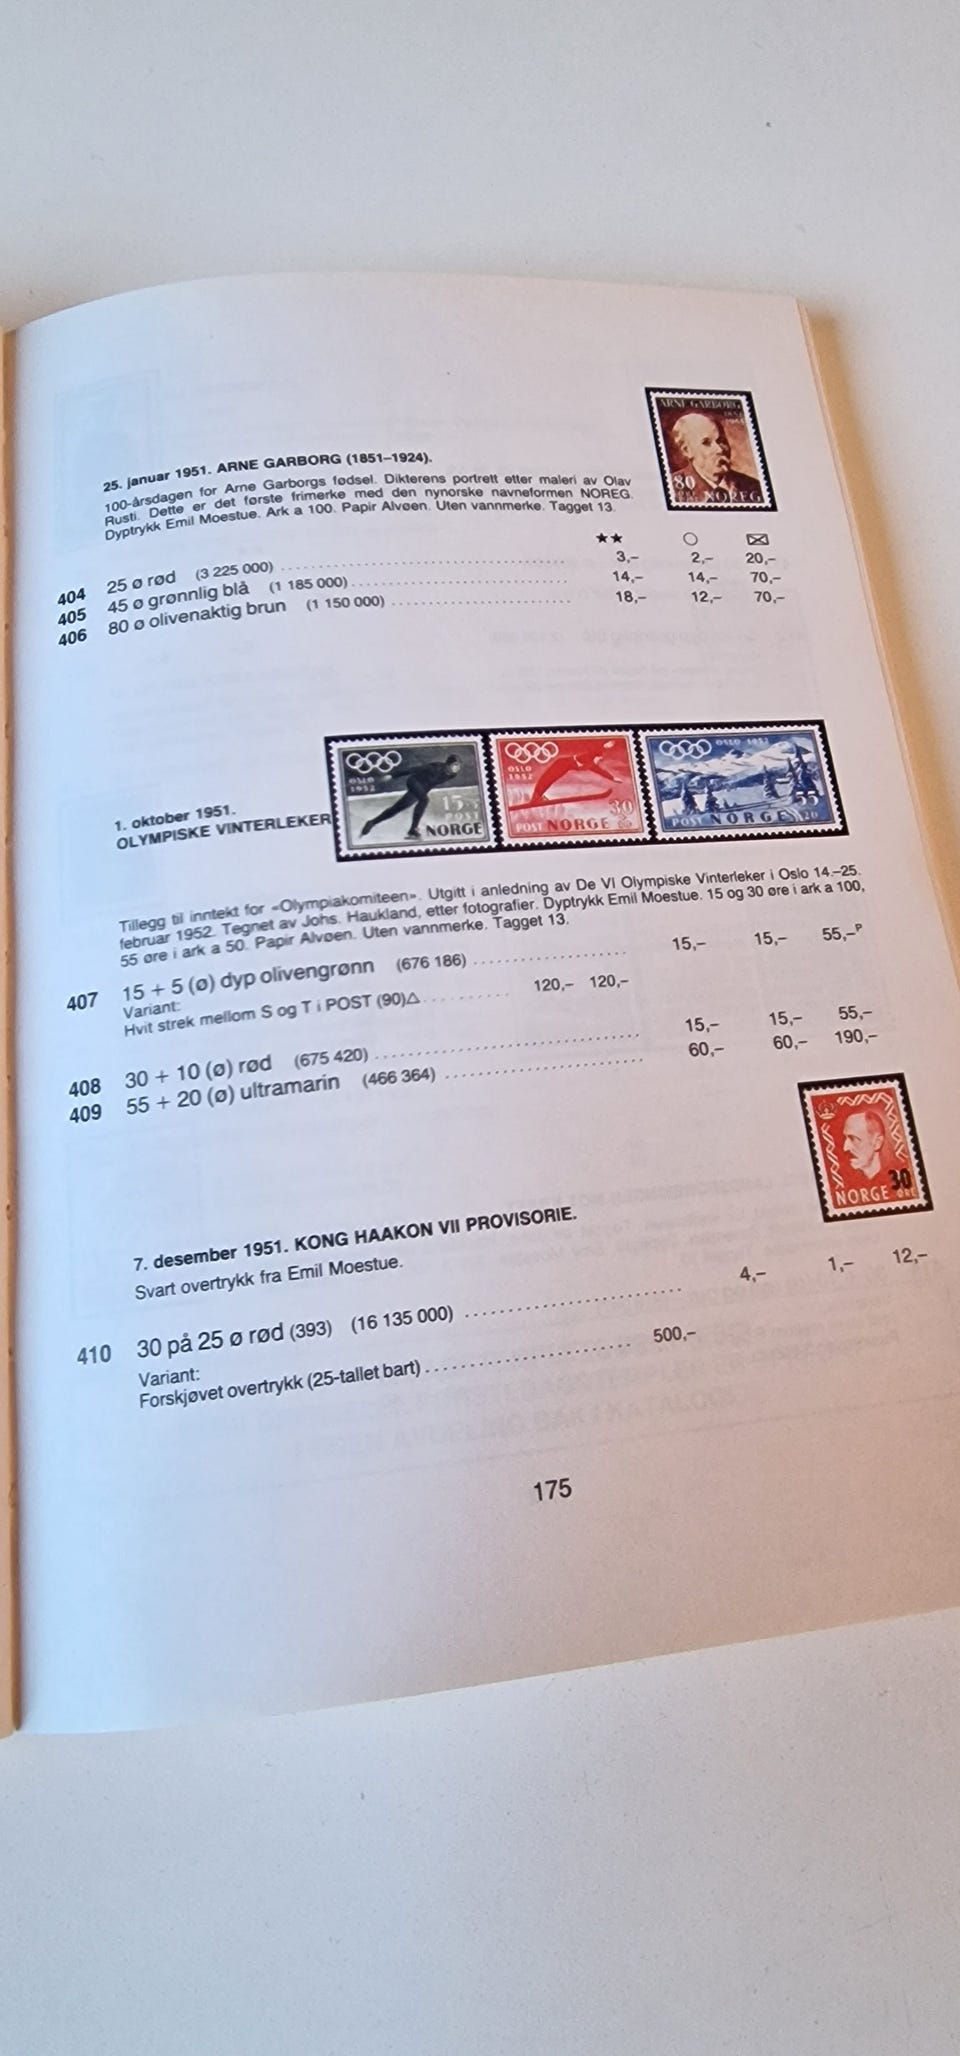 ARNE GARBORG
80
NOREG
25. januar 1951. ARNE GARBORG (1851–1924).
100-årsdagen for Arne Garborgs fødsel. Dikterens portrett etter maleri av Olav
Rusti. Dette er det første frimerke med den nynorske navneformen NOREG.
Dyptrykk Emil Moestue. Ark a 100. Papir Alvøen. Uten vannmerke. Tagget 13.
★★ ○ ✉
404 25 ø rød (3 225 000) 3,– 2,– 20,–
405 45 ø grønnlig blå (1 185 000) 14,– 14,– 70,–
406 80 ø olivenaktig brun (1 150 000) 18,– 12,– 70,–
OSLO 1952 15 POST NORGE
OSLO 1952 30 POST NORGE
OSLO 1952 55 POST NORGE 20
1. oktober 1951.
OLYMPISKE VINTERLEKER
Tillegg til inntekt for «Olympiakomiteen». Utgitt i anledning av De VI Olympiske Vinterleker i Oslo 14.–25.
februar 1952. Tegnet av Johs. Haukland, etter fotografier. Dyptrykk Emil Moestue. 15 og 30 øre i ark a 100,
55 øre i ark a 50. Papir Alvøen. Uten vannmerke. Tagget 13.
407 15 + 5 (ø) dyp olivengrønn (676 186) 15,– 15,– 55,–P
Variant:
Hvit strek mellom S og T i POST (90)△ 120,– 120,–
408 30 + 10 (ø) rød (675 420) 15,– 15,– 55,–
409 55 + 20 (ø) ultramarin (466 364) 60,– 60,– 190,–
30
NORGE ØRE
7. desember 1951. KONG HAAKON VII PROVISORIE.
Svart overtrykk fra Emil Moestue.
410 30 på 25 ø rød (393) (16 135 000) 4,– 1,– 12,–
Variant:
Forskjøvet overtrykk (25-tallet bart) 500,–
175